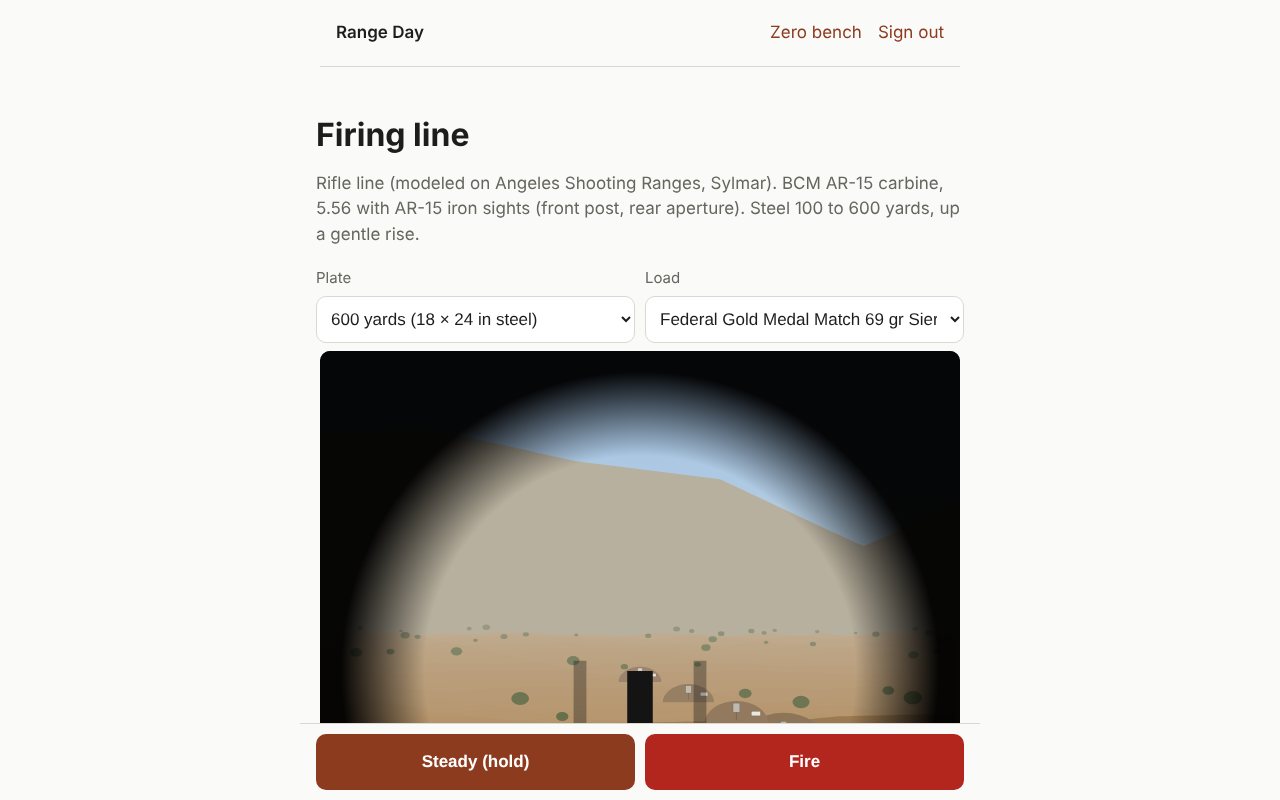 Range Day
Zero bench
Sign out
Firing line
Rifle line (modeled on Angeles Shooting Ranges, Sylmar). BCM AR-15 carbine,
5.56 with AR-15 iron sights (front post, rear aperture). Steel 100 to 600 yards, up
a gentle rise.
Plate
Load
600 yards (18 × 24 in steel)
Federal Gold Medal Match 69 gr Sier
Steady (hold)
Fire